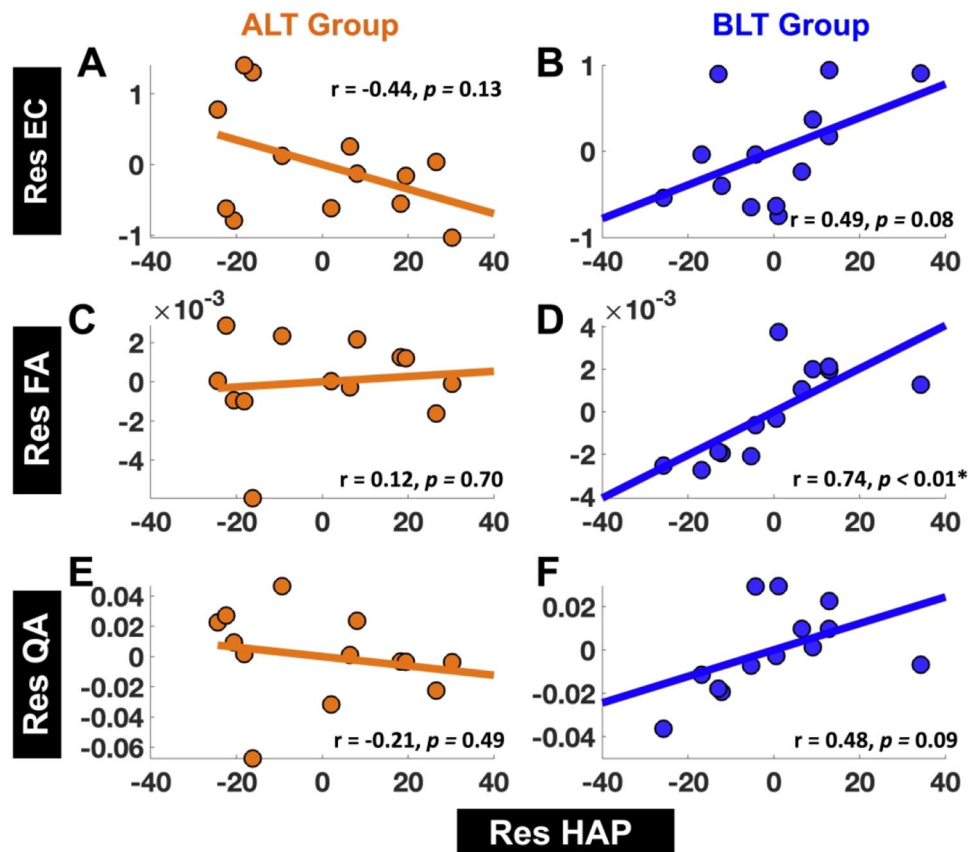 ALT Group BLT Group
A B
Res EC
1 0 -1
r = -0.44, p = 0.13
-40 -20 0 20 40
1 0 -1
r = 0.49, p = 0.08
-40 -20 0 20 40
C D
Res FA
×10-3
2 0 -2 -4
r = 0.12, p = 0.70
-40 -20 0 20 40
×10-3
4 2 0 -2 -4
r = 0.74, p < 0.01*
-40 -20 0 20 40
E F
Res QA
0.04 0.02 0 -0.02 -0.04 -0.06
r = -0.21, p = 0.49
-40 -20 0 20 40
0.02 0 -0.02 -0.04
r = 0.48, p = 0.09
-40 -20 0 20 40
Res HAP